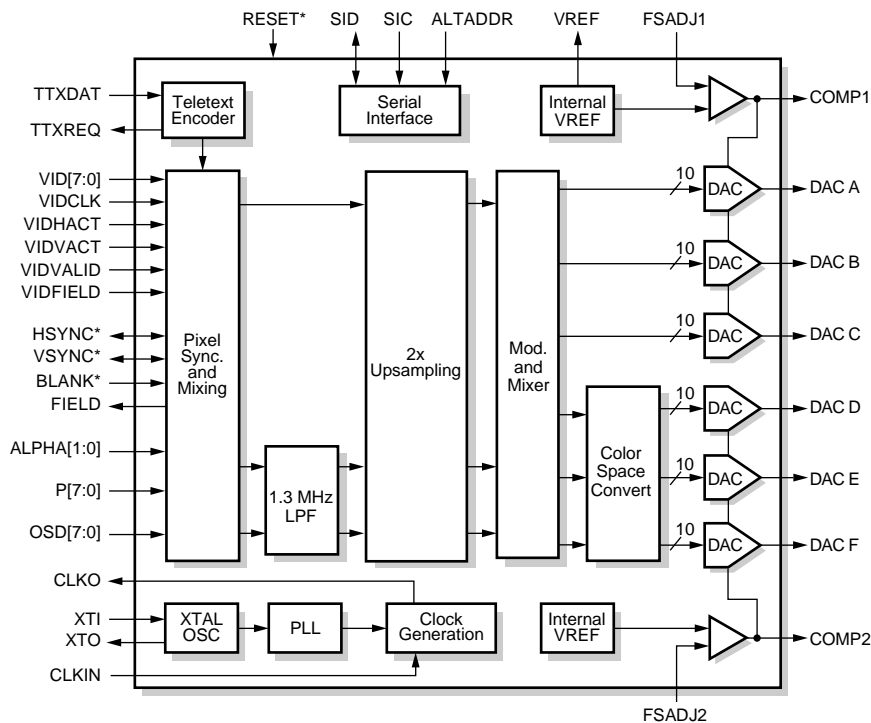 RESET*
SID
SIC
ALTADDR
VREF
FSADJ1
TTXDAT
TTXREQ
Teletext
Encoder
Serial
Interface
Internal
VREF
COMP1
VID[7:0]
VIDCLK
VIDHACT
VIDVACT
VIDVALID
VIDFIELD
HSYNC*
VSYNC*
BLANK*
FIELD
ALPHA[1:0]
P[7:0]
OSD[7:0]
Pixel
Sync.
and
Mixing
1.3 MHz
LPF
2x
Upsampling
Mod.
and
Mixer
Color
Space
Convert
10
DAC
DAC A
10
DAC
DAC B
10
DAC
DAC C
10
DAC
DAC D
10
DAC
DAC E
10
DAC
DAC F
CLKO
XTI
XTO
CLKIN
XTAL
OSC
PLL
Clock
Generation
Internal
VREF
COMP2
FSADJ2